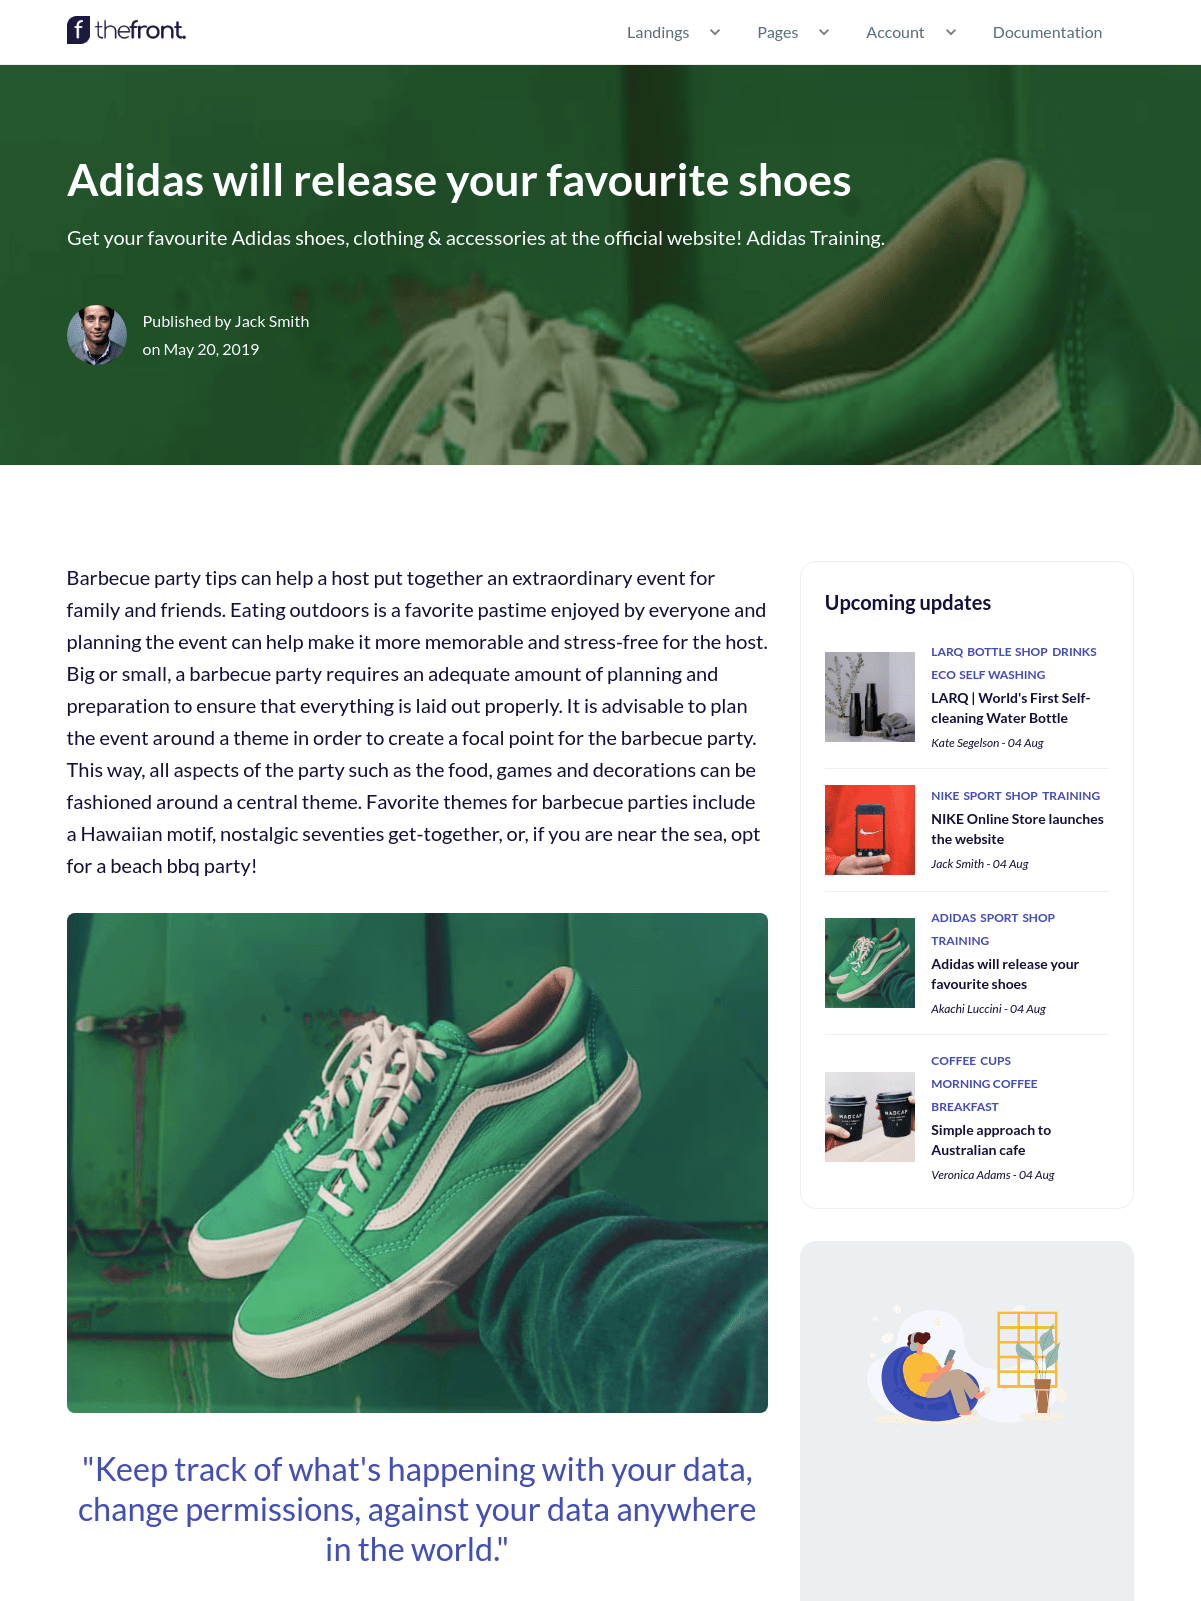 f thefront.
Landings Pages Account Documentation
Adidas will release your favourite shoes
Get your favourite Adidas shoes, clothing & accessories at the official website! Adidas Training.
Published by Jack Smith
on May 20, 2019
Barbecue party tips can help a host put together an extraordinary event for
family and friends. Eating outdoors is a favorite pastime enjoyed by everyone and
planning the event can help make it more memorable and stress-free for the host.
Big or small, a barbecue party requires an adequate amount of planning and
preparation to ensure that everything is laid out properly. It is advisable to plan
the event around a theme in order to create a focal point for the barbecue party.
This way, all aspects of the party such as the food, games and decorations can be
fashioned around a central theme. Favorite themes for barbecue parties include
a Hawaiian motif, nostalgic seventies get-together, or, if you are near the sea, opt
for a beach bbq party!
"Keep track of what's happening with your data,
change permissions, against your data anywhere
in the world."
Upcoming updates
LARQ BOTTLE SHOP DRINKS
ECO SELF WASHING
LARQ | World's First Self-
cleaning Water Bottle
Kate Segelson - 04 Aug
NIKE SPORT SHOP TRAINING
NIKE Online Store launches
the website
Jack Smith - 04 Aug
ADIDAS SPORT SHOP
TRAINING
Adidas will release your
favourite shoes
Akachi Luccini - 04 Aug
COFFEE CUPS
MORNING COFFEE
BREAKFAST
Simple approach to
Australian cafe
Veronica Adams - 04 Aug
MADCAP
MADCAP